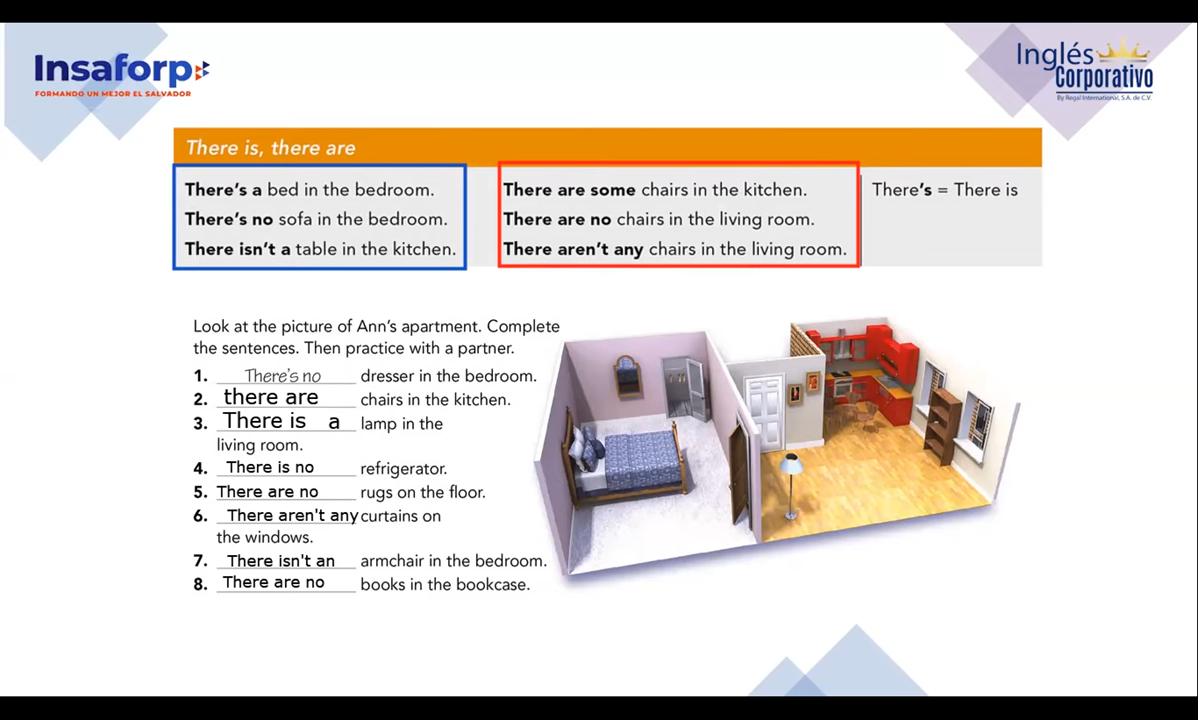 Insaforp
FORMANDO UN MEJOR EL SALVADOR
Inglés
Corporativo
By Regal International, S.A. de C.V.
There is, there are
There's a bed in the bedroom.
There's no sofa in the bedroom.
There isn't a table in the kitchen.
There are some chairs in the kitchen.
There are no chairs in the living room.
There aren't any chairs in the living room.
There's = There is
Look at the picture of Ann's apartment. Complete
the sentences. Then practice with a partner.
1. There's no dresser in the bedroom.
2. there are chairs in the kitchen.
3. There is a lamp in the
living room.
4. There is no refrigerator.
5. There are no rugs on the floor.
6. There aren't any curtains on
the windows.
7. There isn't an armchair in the bedroom.
8. There are no books in the bookcase.